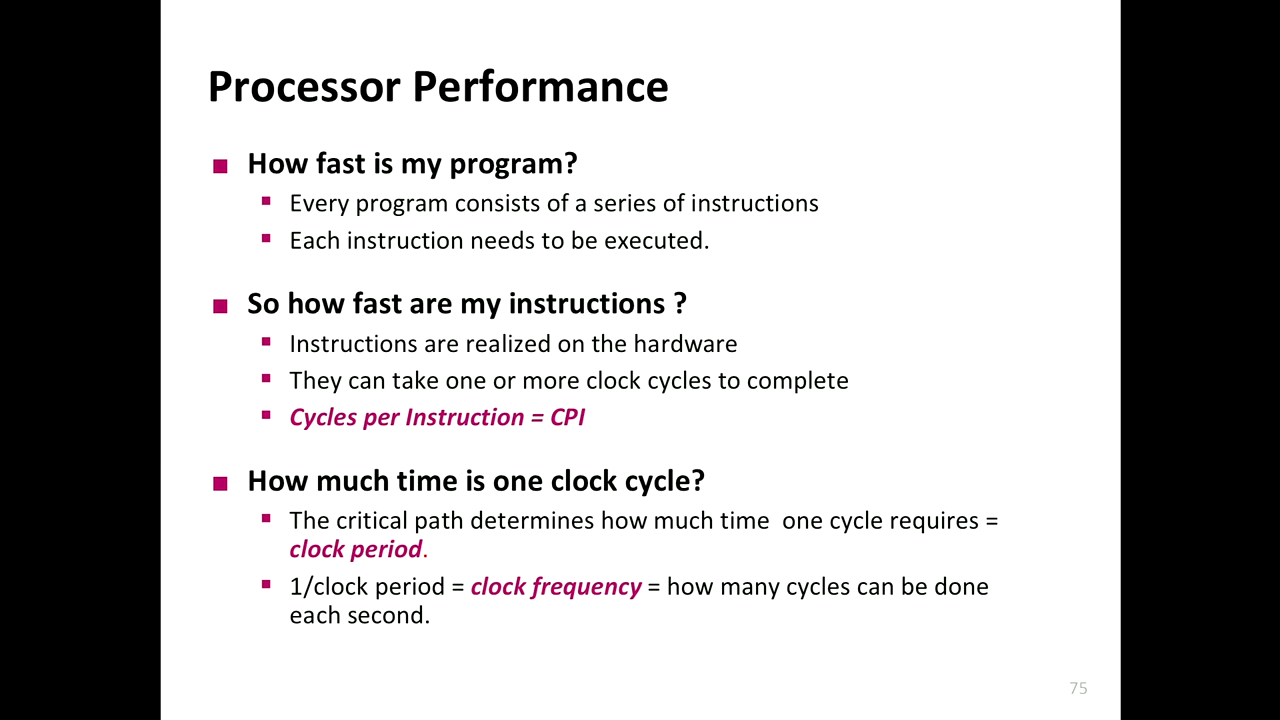 Processor Performance
How fast is my program?
Every program consists of a series of instructions
Each instruction needs to be executed.
So how fast are my instructions ?
Instructions are realized on the hardware
They can take one or more clock cycles to complete
Cycles per Instruction = CPI
How much time is one clock cycle?
The critical path determines how much time  one cycle requires =
clock period.
1/clock period = clock frequency = how many cycles can be done
each second.
75